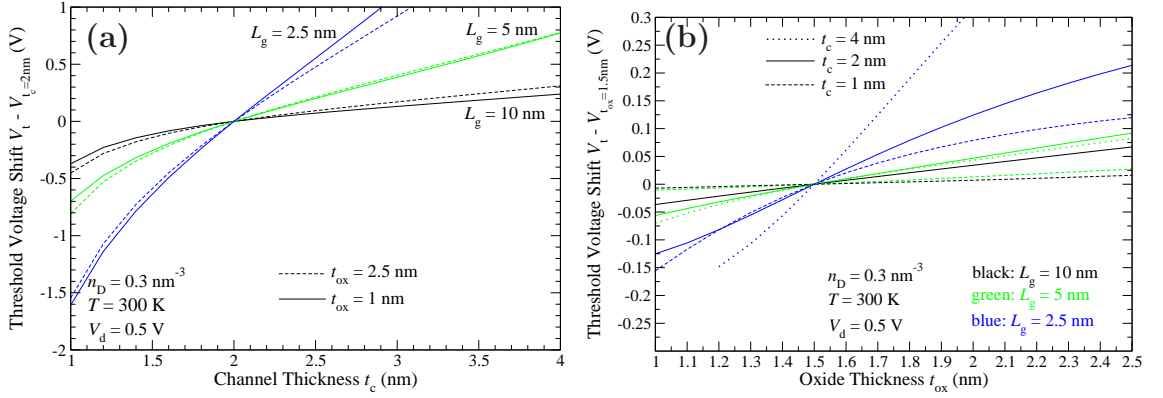 (a)
L_g = 2.5 nm
L_g = 5 nm
L_g = 10 nm
n_D = 0.3 nm^-3
T = 300 K
V_d = 0.5 V
t_ox = 2.5 nm
t_ox = 1 nm
1
0.5
0
-0.5
-1
-1.5
-2
1 1.5 2 2.5 3 3.5 4
Channel Thickness t_c (nm)
Threshold Voltage Shift V_t - V_t_c=2nm (V)
(b)
t_c = 4 nm
t_c = 2 nm
t_c = 1 nm
n_D = 0.3 nm^-3
T = 300 K
V_d = 0.5 V
black: L_g = 10 nm
green: L_g = 5 nm
blue: L_g = 2.5 nm
0.3
0.25
0.2
0.15
0.1
0.05
0
-0.05
-0.1
-0.15
-0.2
-0.25
1 1.1 1.2 1.3 1.4 1.5 1.6 1.7 1.8 1.9 2 2.1 2.2 2.3 2.4 2.5
Oxide Thickness t_ox (nm)
Threshold Voltage Shift V_t - V_t_ox=1.5nm (V)